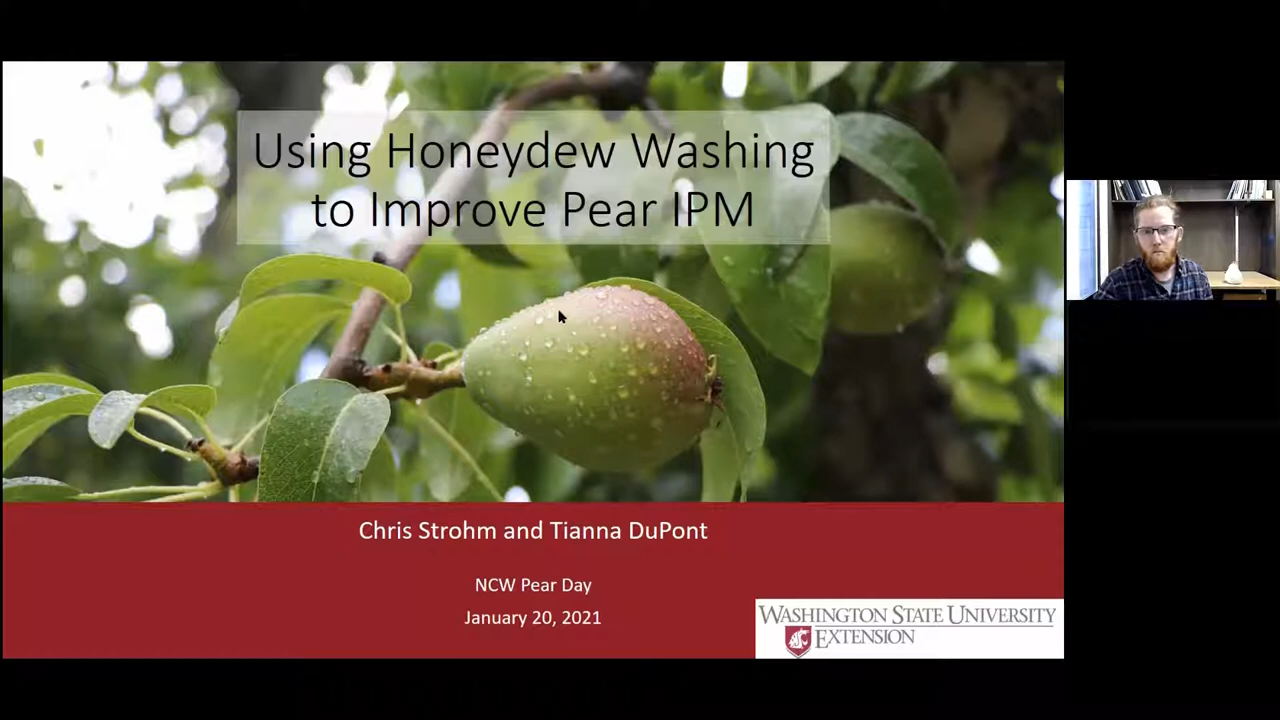 Using Honeydew Washing
to Improve Pear IPM
Chris Strohm and Tianna DuPont
NCW Pear Day
January 20, 2021
WASHINGTON STATE UNIVERSITY
EXTENSION